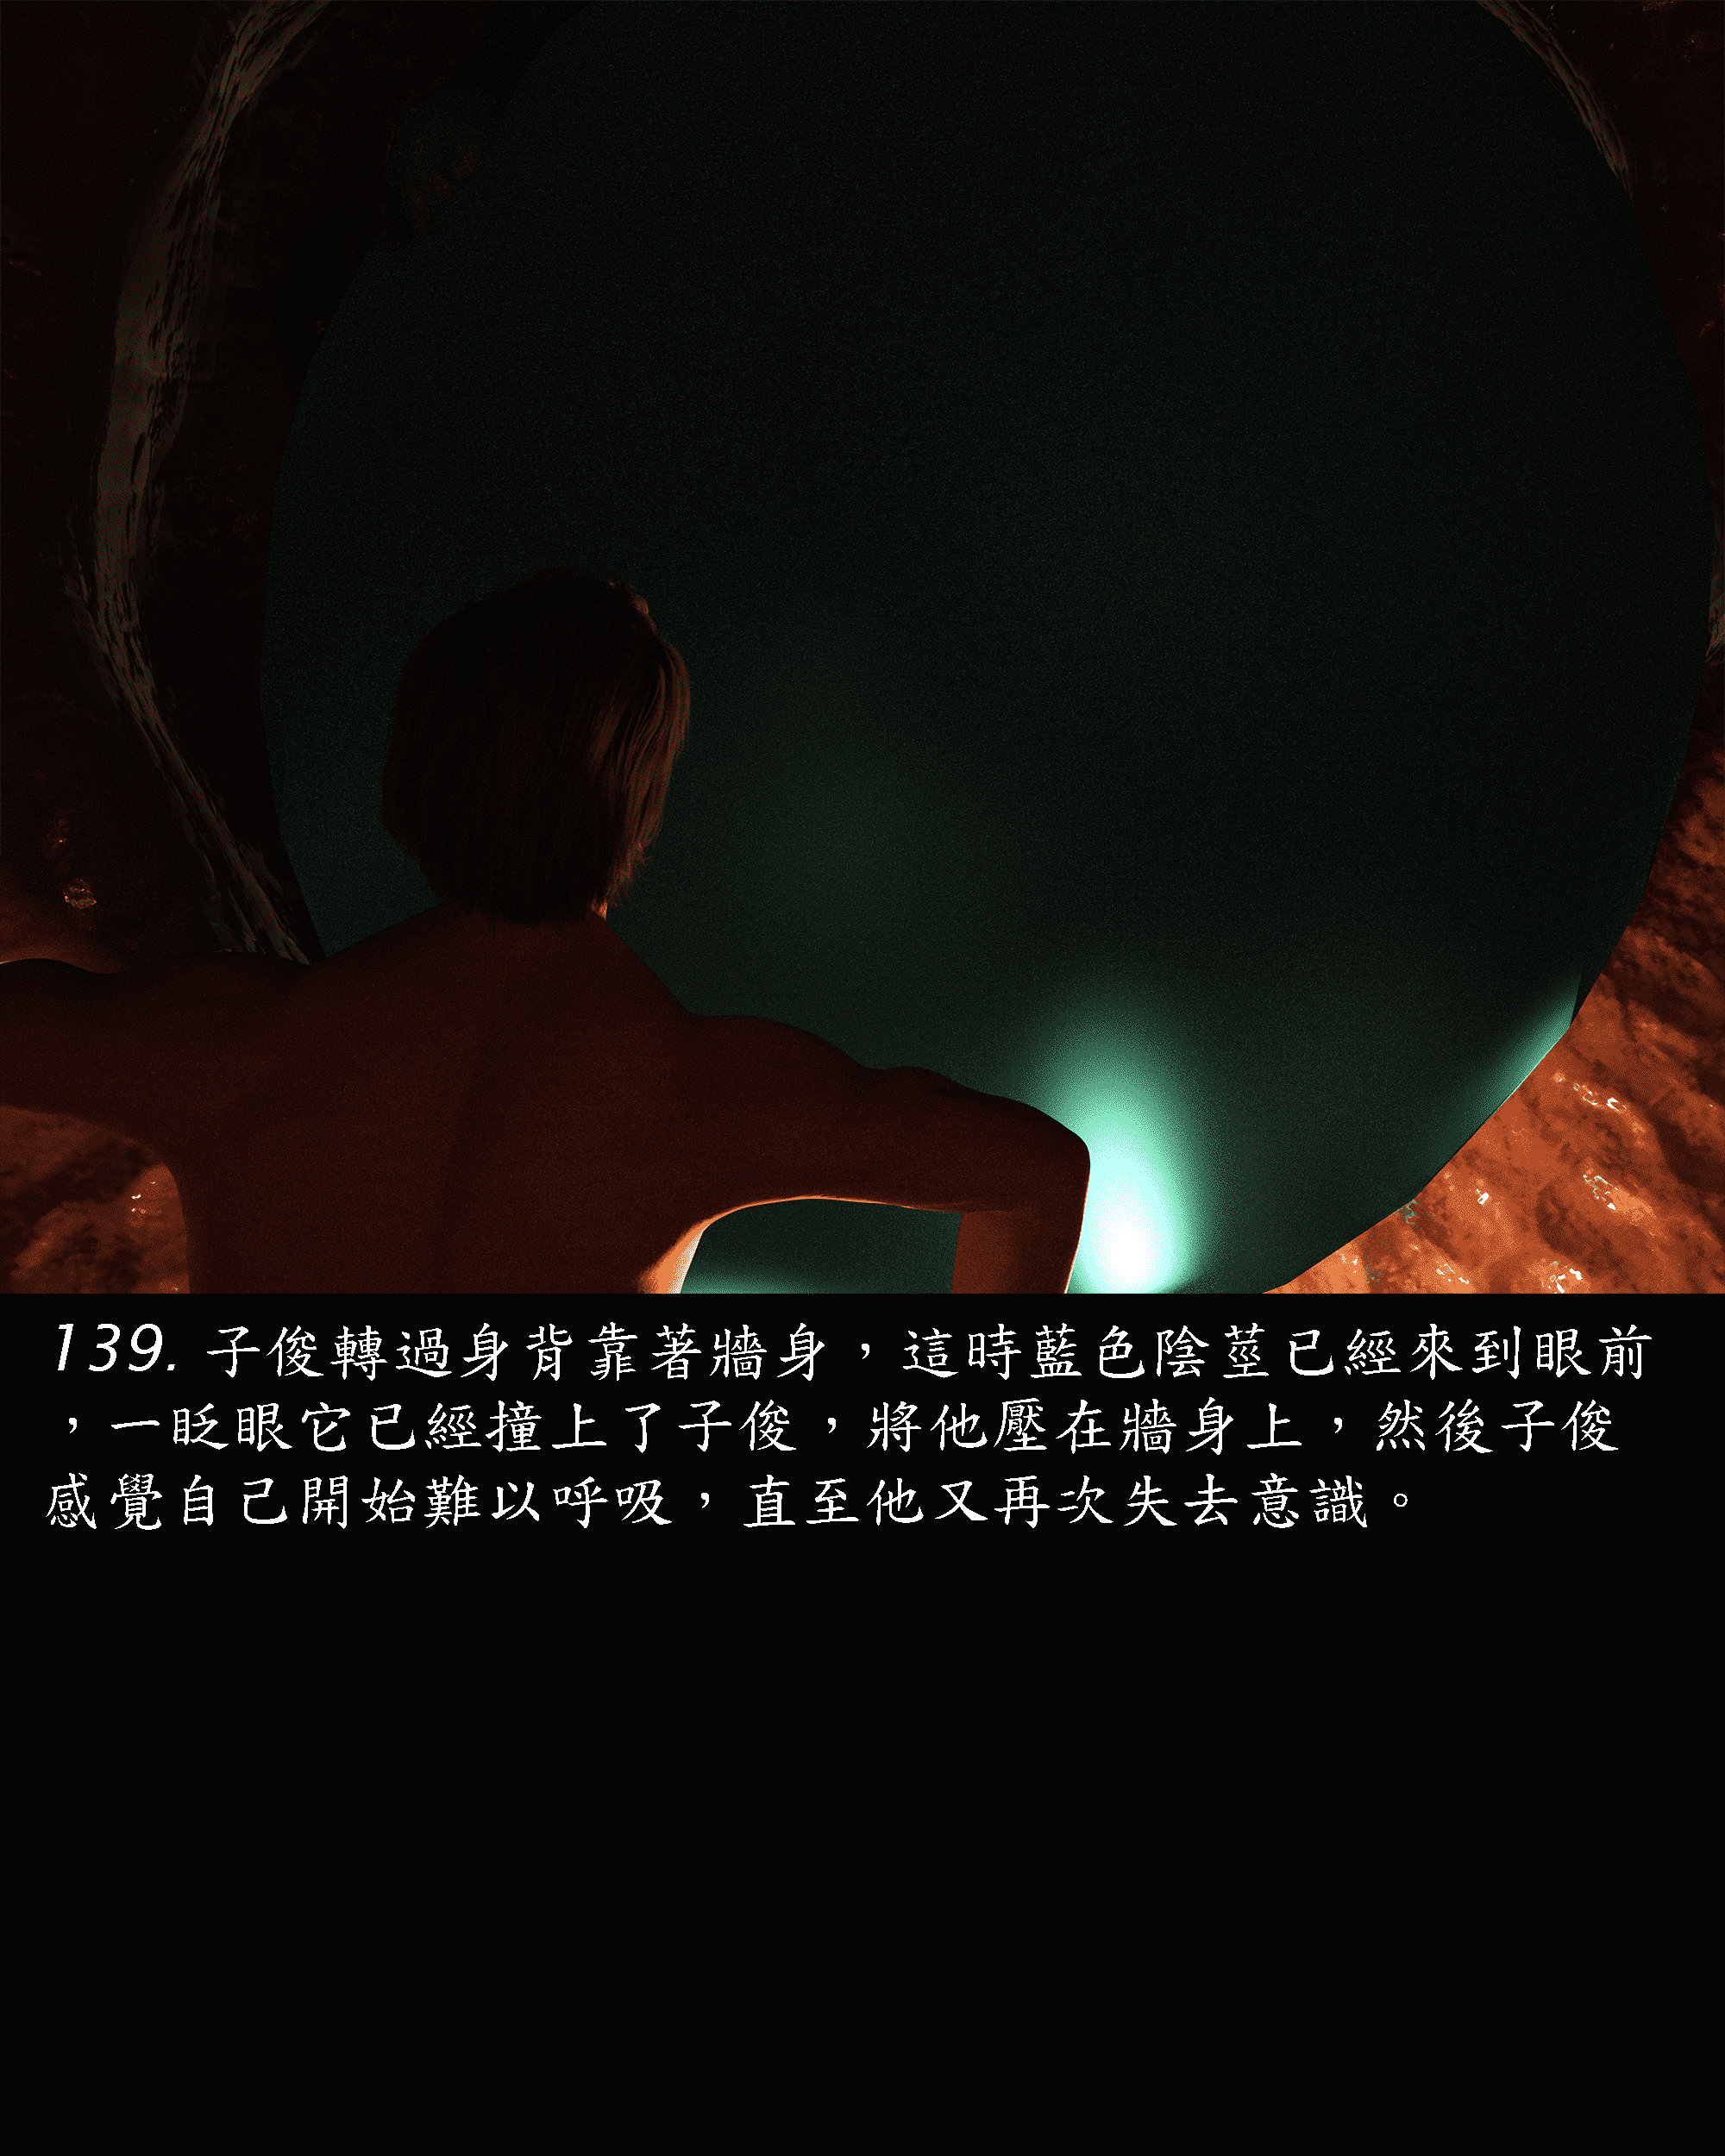 139. 子俊轉過身背靠著牆身，這時藍色陰莖已經來到眼前
，一眨眼它已經撞上了子俊，將他壓在牆身上，然後子俊
感覺自己開始難以呼吸，直至他又再次失去意識。